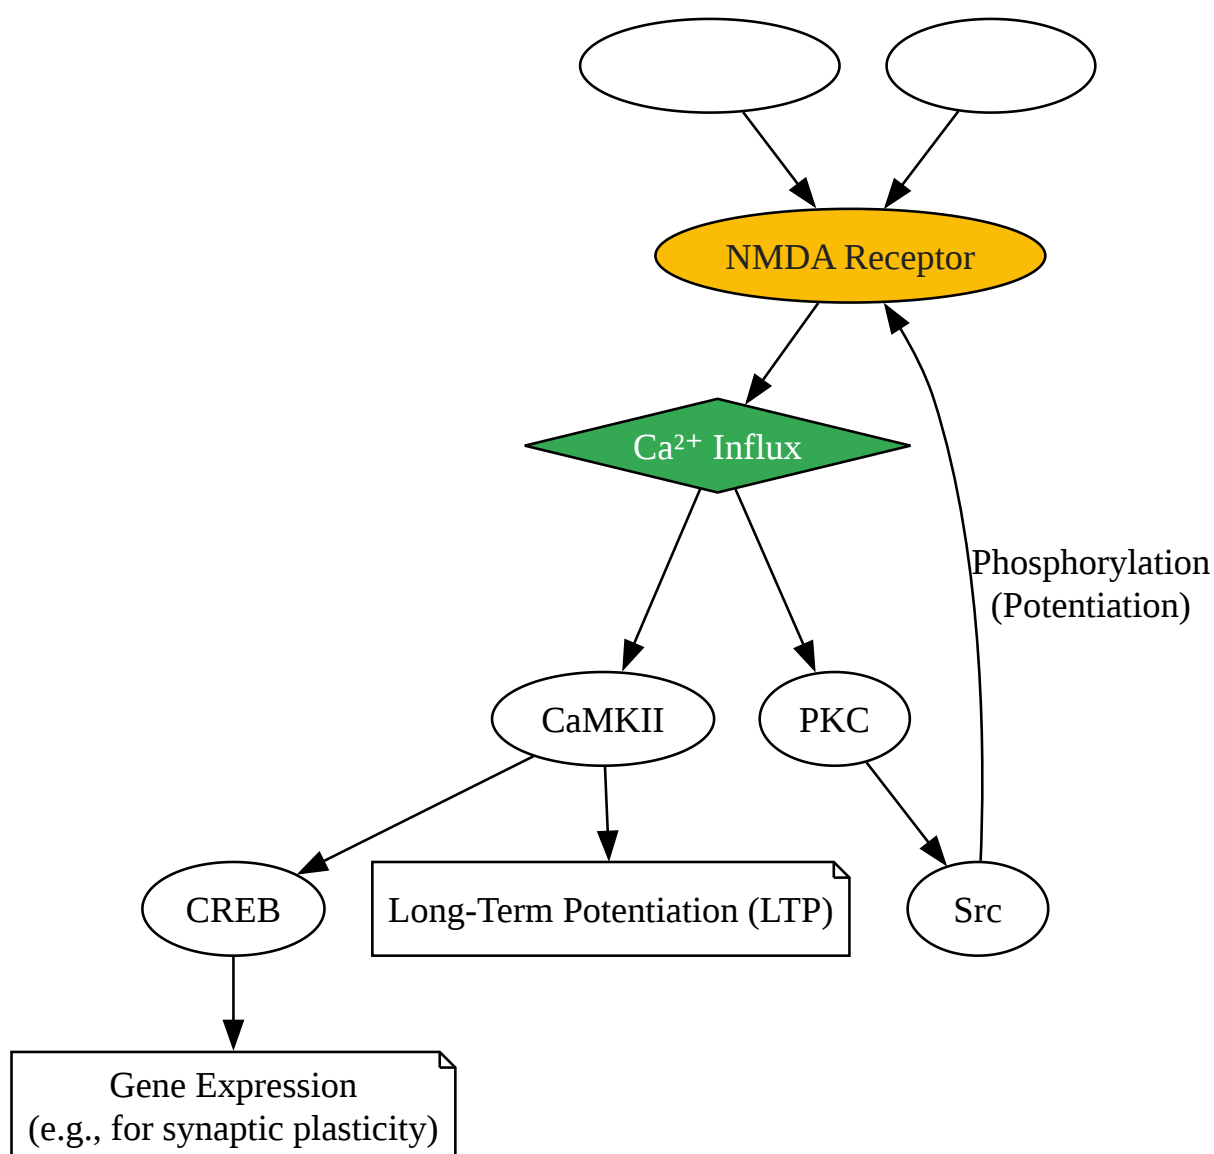 NMDA Receptor
Ca²⁺ Influx
Phosphorylation
(Potentiation)
CaMKII
PKC
CREB
Long-Term Potentiation (LTP)
Src
Gene Expression
(e.g., for synaptic plasticity)